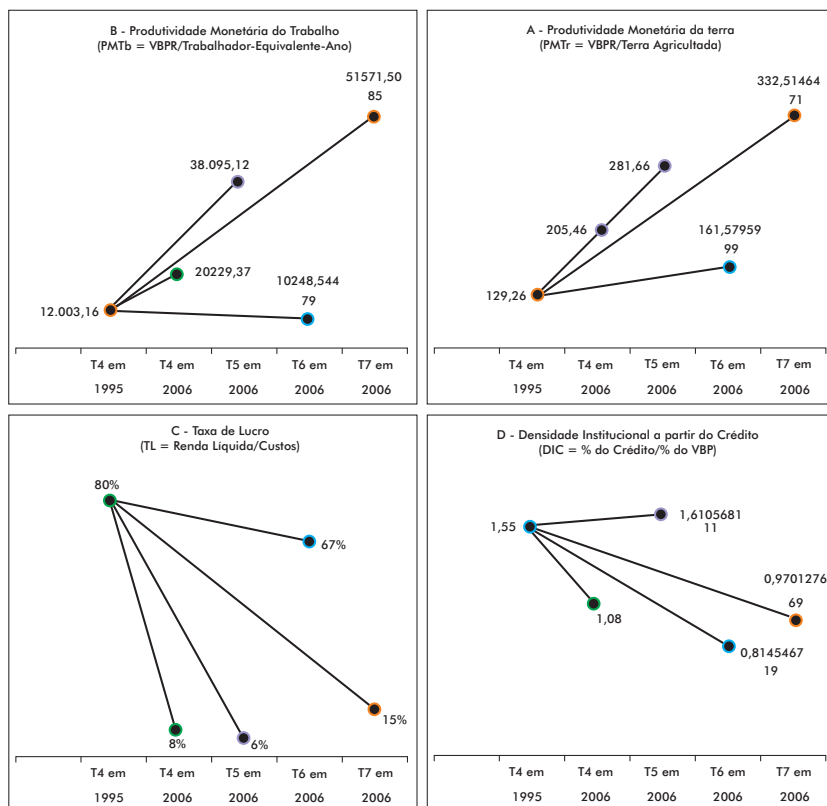 B - Produtividade Monetária do Trabalho
(PMTb = VBPR/Trabalhador-Equivalente-Ano)
51571,50
85
38.095,12
20229,37
10248,544
79
12.003,16
T4 em T4 em T5 em T6 em T7 em
1995 2006 2006 2006 2006
A - Produtividade Monetária da terra
(PMTr = VBPR/Terra Agricultada)
332,51464
71
281,66
205,46
161,57959
99
129,26
T4 em T4 em T5 em T6 em T7 em
1995 2006 2006 2006 2006
C - Taxa de Lucro
(TL = Renda Líquida/Custos)
80%
67%
15%
8%
6%
T4 em T4 em T5 em T6 em T7 em
1995 2006 2006 2006 2006
D - Densidade Institucional a partir do Crédito
(DIC = % do Crédito/% do VBP)
1,55
1,6105681
11
0,9701276
69
1,08
0,8145467
19
T4 em T4 em T5 em T6 em T7 em
1995 2006 2006 2006 2006